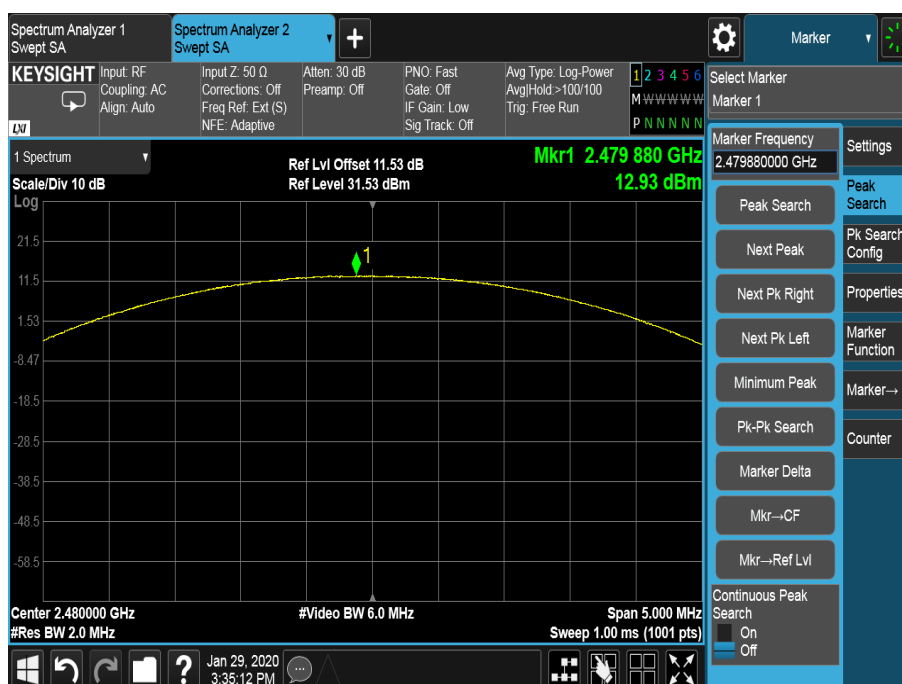 Spectrum Analyzer 1
Swept SA
Spectrum Analyzer 2
Swept SA
Marker
KEYSIGHT
LXI
Input: RF
Coupling: AC
Align: Auto
Input Z: 50 Ω
Corrections: Off
Freq Ref: Ext (S)
NFE: Adaptive
Atten: 30 dB
Preamp: Off
PNO: Fast
Gate: Off
IF Gain: Low
Sig Track: Off
Avg Type: Log-Power
Avg|Hold:>100/100
Trig: Free Run
1 2 3 4 5 6
M W W W W W
P N N N N N
Select Marker
Marker 1
1 Spectrum
Scale/Div 10 dB
Log
Ref Lvl Offset 11.53 dB
Ref Level 31.53 dBm
Mkr1 2.479 880 GHz
12.93 dBm
21.5
11.5
1.53
-8.47
-18.5
-28.5
-38.5
-48.5
-58.5
1
Center 2.480000 GHz
#Res BW 2.0 MHz
#Video BW 6.0 MHz
Span 5.000 MHz
Sweep 1.00 ms (1001 pts)
Marker Frequency
2.479880000 GHz
Peak Search
Next Peak
Next Pk Right
Next Pk Left
Minimum Peak
Pk-Pk Search
Marker Delta
Mkr→CF
Mkr→Ref Lvl
Continuous Peak
Search
On
Off
Settings
Peak
Search
Pk Search
Config
Properties
Marker
Function
Marker→
Counter
?
Jan 29, 2020
3:35:12 PM